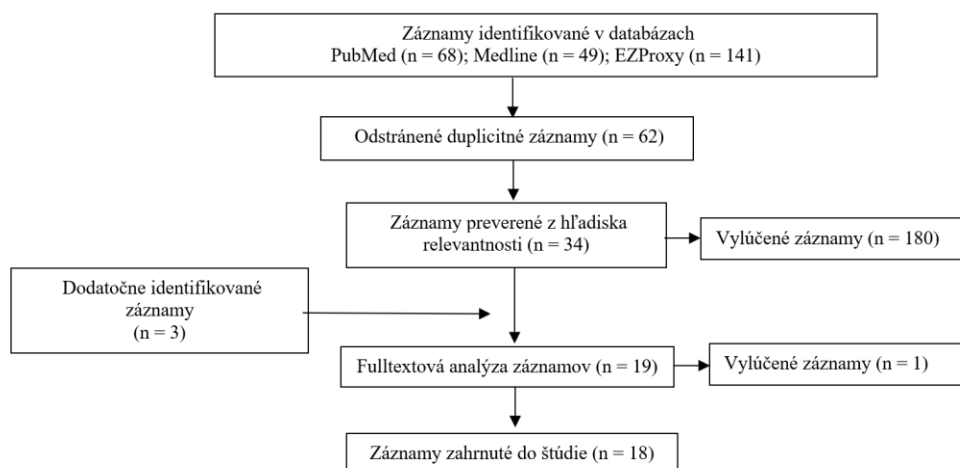 Záznamy identifikované v databázach
PubMed (n = 68); Medline (n = 49); EZProxy (n = 141)
Odstránené duplicitné záznamy (n = 62)
Záznamy preverené z hľadiska
relevantnosti (n = 34)
Vylúčené záznamy (n = 180)
Dodatočne identifikované
záznamy
(n = 3)
Fulltextová analýza záznamov (n = 19)
Vylúčené záznamy (n = 1)
Záznamy zahrnuté do štúdie (n = 18)